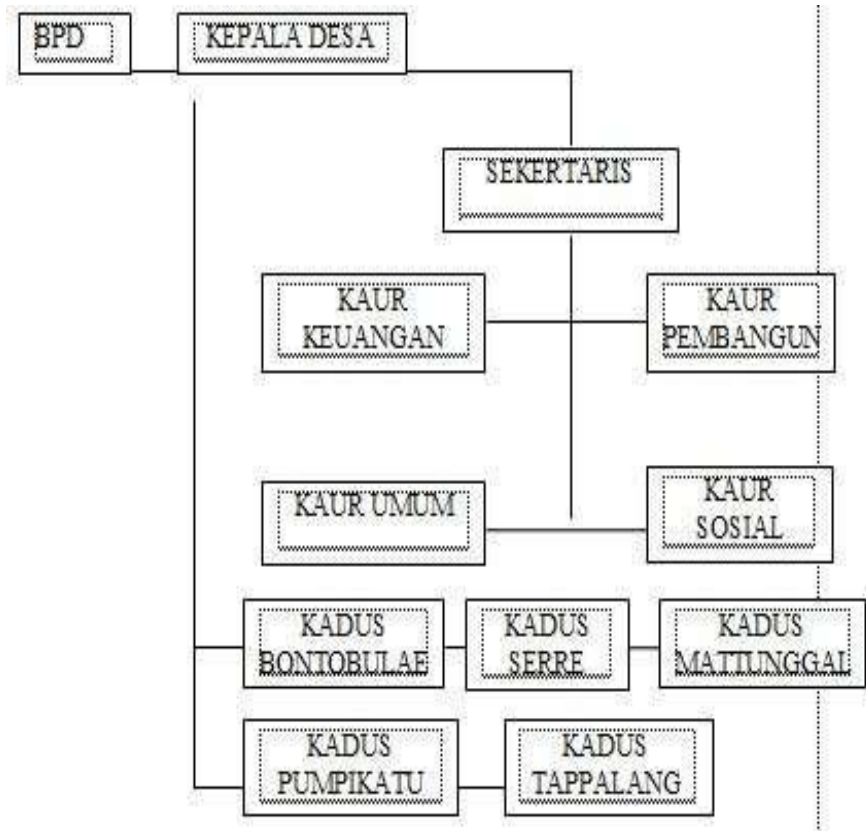 BPD
KEPALA DESA
SEKERTARIS
KAUR
KEUANGAN
KAUR
PEMBANGUN
KAUR UMUM
KAUR
SOSIAL
KADUS
BONTOBULAE
KADUS
SERRE
KADUS
MATTUNGGAL
KADUS
PUMPIKATU
KADUS
TAPPALANG